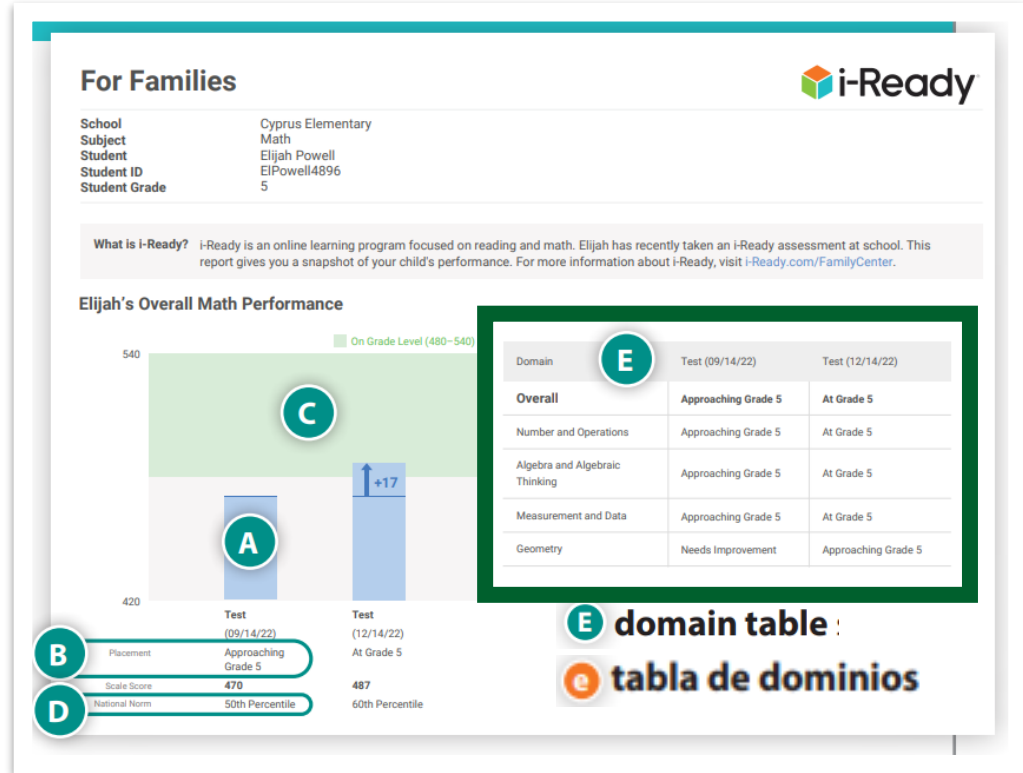 For Families
i-Ready
School Cyprus Elementary
Subject Math
Student Elijah Powell
Student ID ElPowell4896
Student Grade 5
What is i-Ready? i-Ready is an online learning program focused on reading and math. Elijah has recently taken an i-Ready assessment at school. This
report gives you a snapshot of your child's performance. For more information about i-Ready, visit i-Ready.com/FamilyCenter.
Elijah's Overall Math Performance
On Grade Level (480–540)
540
C
+17
A
420
Test Test
(09/14/22) (12/14/22)
B
Placement Approaching At Grade 5
Grade 5
Scale Score 470 487
D
National Norm 50th Percentile 60th Percentile
Domain E Test (09/14/22) Test (12/14/22)
Overall Approaching Grade 5 At Grade 5
Number and Operations Approaching Grade 5 At Grade 5
Algebra and Algebraic
Thinking Approaching Grade 5 At Grade 5
Measurement and Data Approaching Grade 5 At Grade 5
Geometry Needs Improvement Approaching Grade 5
E domain table
e tabla de dominios